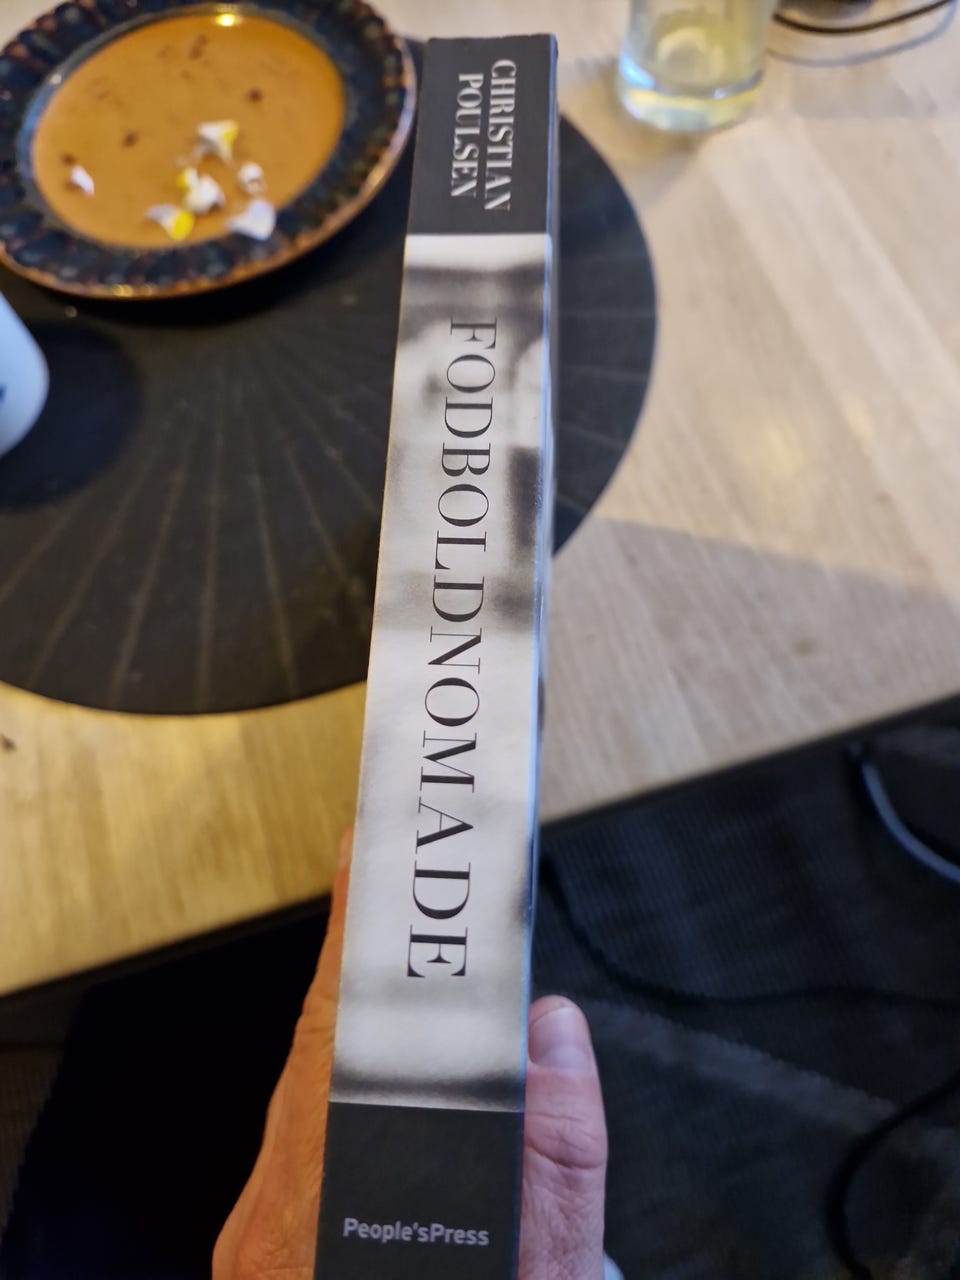 CHRISTIAN
POULSEN
FODBOLDNOMADE
People'sPress